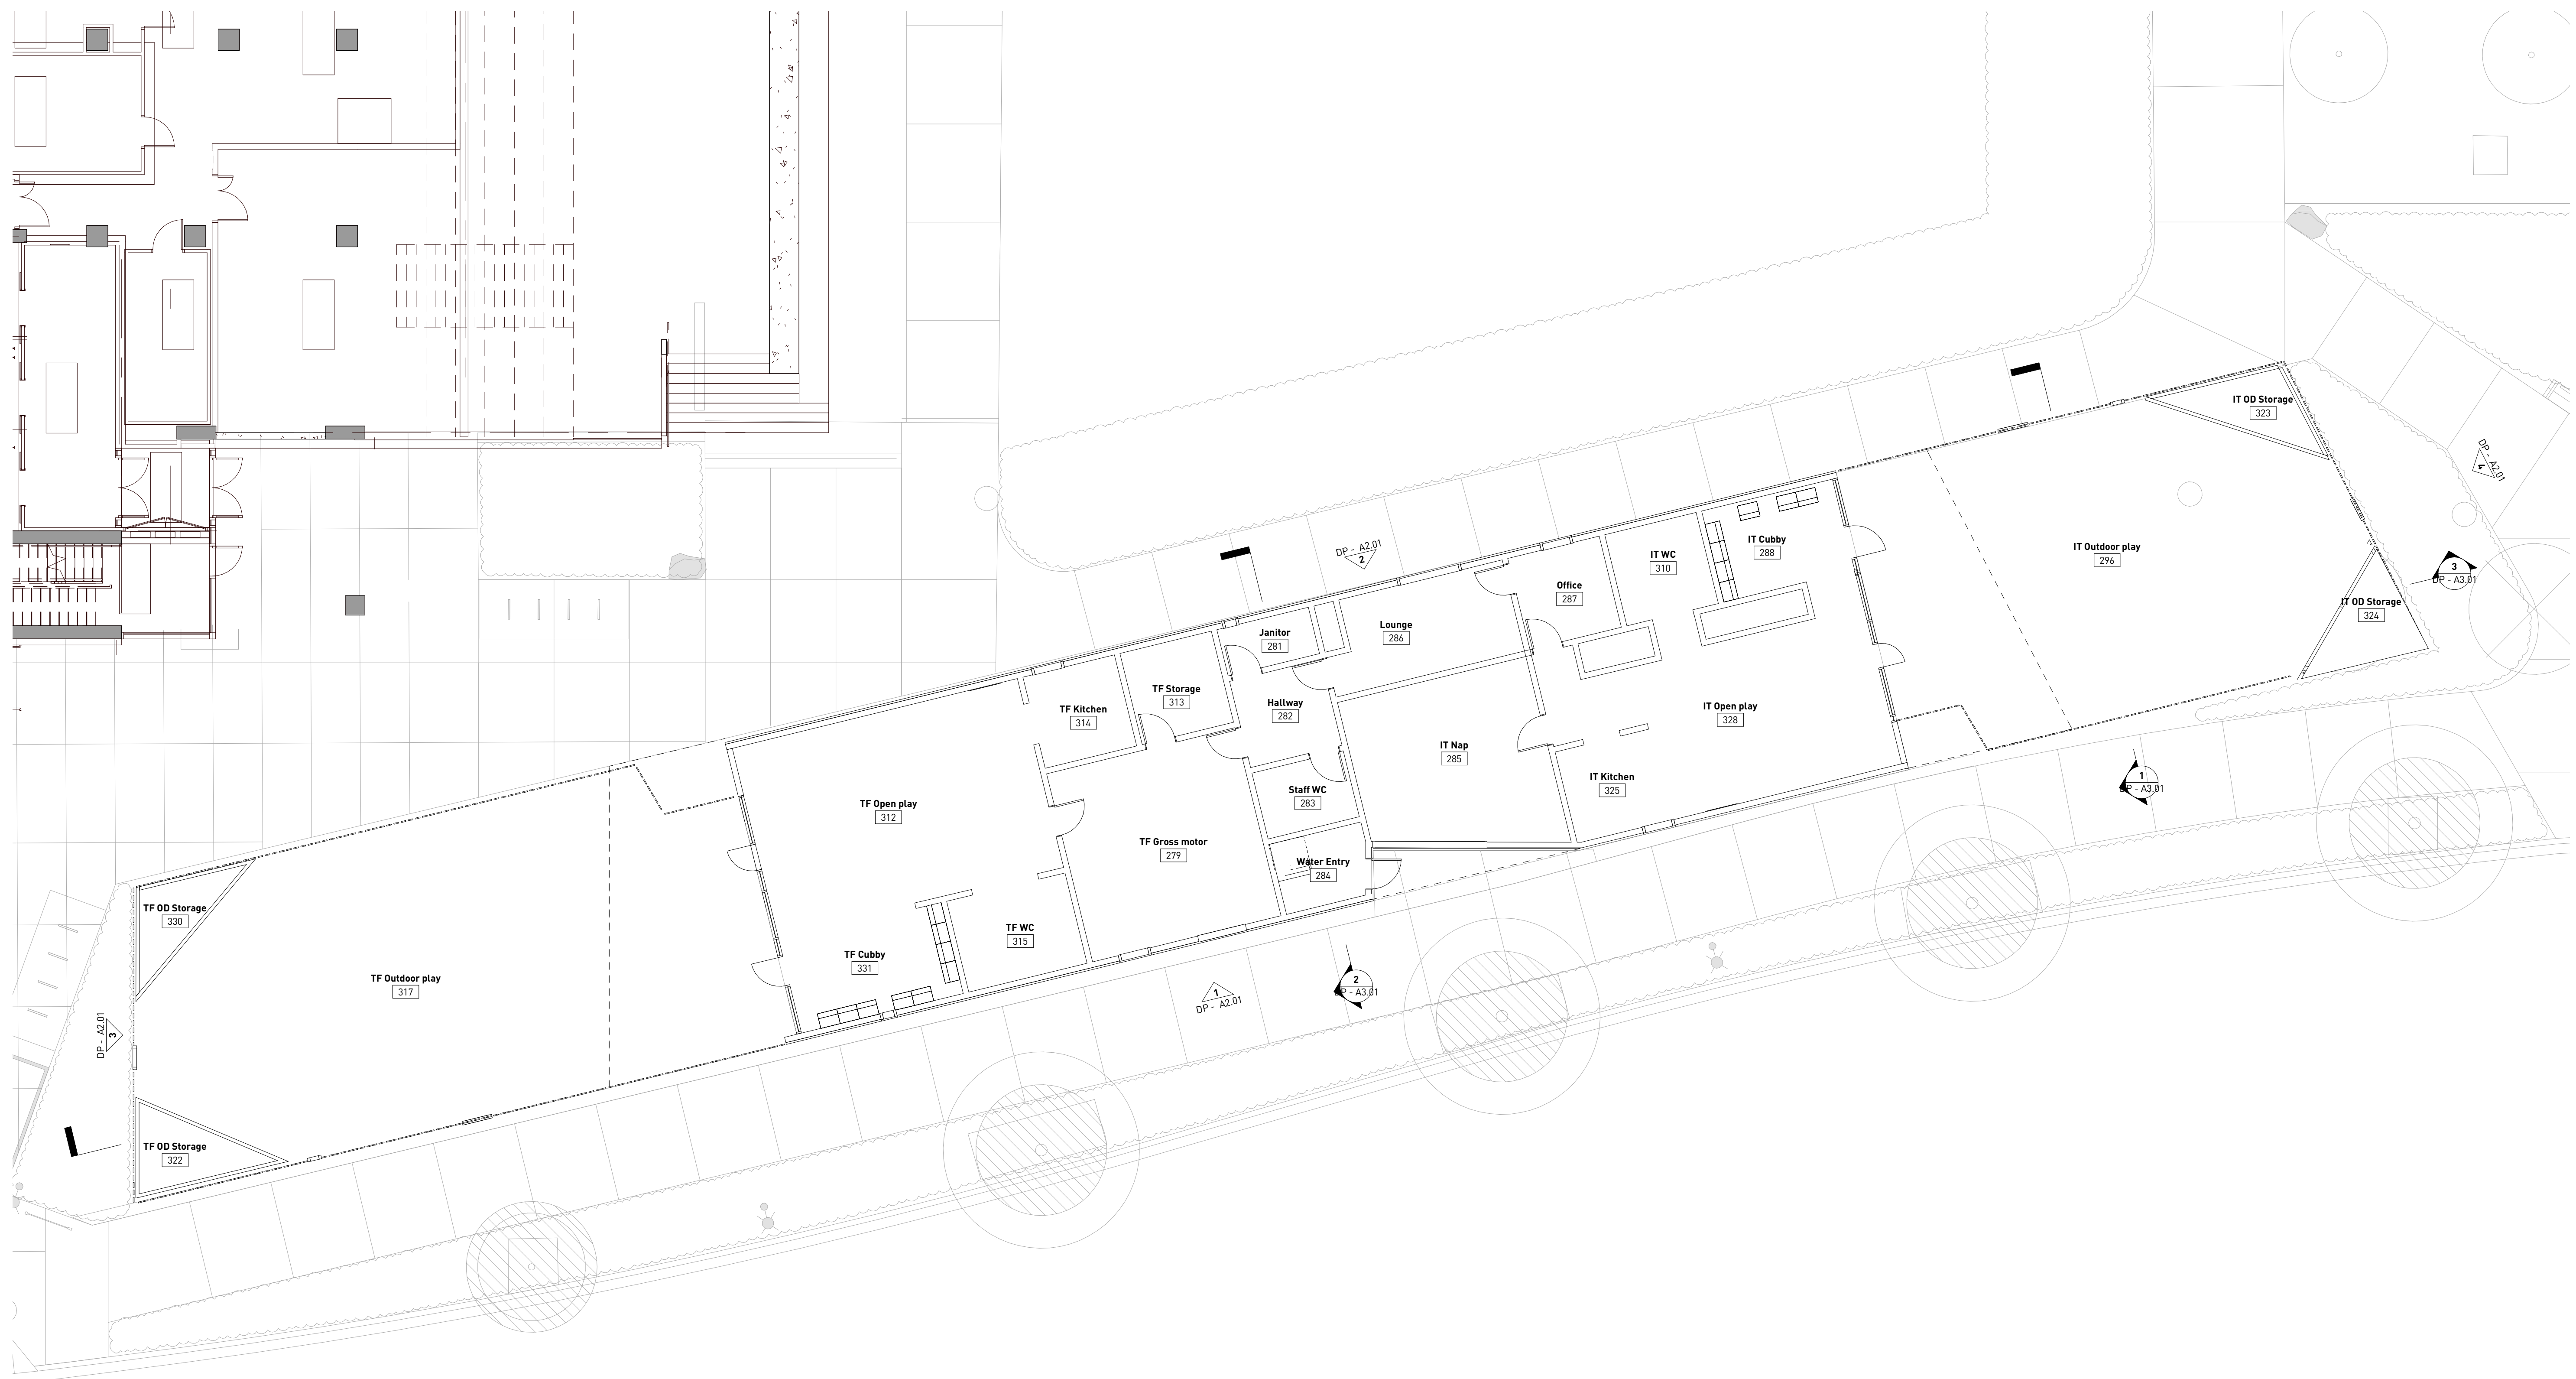 IT OD Storage
323
DP - A2.01
4
IT Outdoor play
296
3
DP - A3.01
IT OD Storage
324
IT Cubby
288
IT WC
310
DP - A2.01
2
Office
287
Lounge
286
Janitor
281
TF Storage
313
TF Kitchen
314
Hallway
282
IT Open play
328
IT Nap
285
IT Kitchen
325
1
DP - A3.01
Staff WC
283
TF Open play
312
TF Gross motor
279
Water Entry
284
TF OD Storage
330
TF WC
315
TF Cubby
331
TF Outdoor play
317
2
DP - A3.01
1
DP - A2.01
DP - A2.01
3
TF OD Storage
322